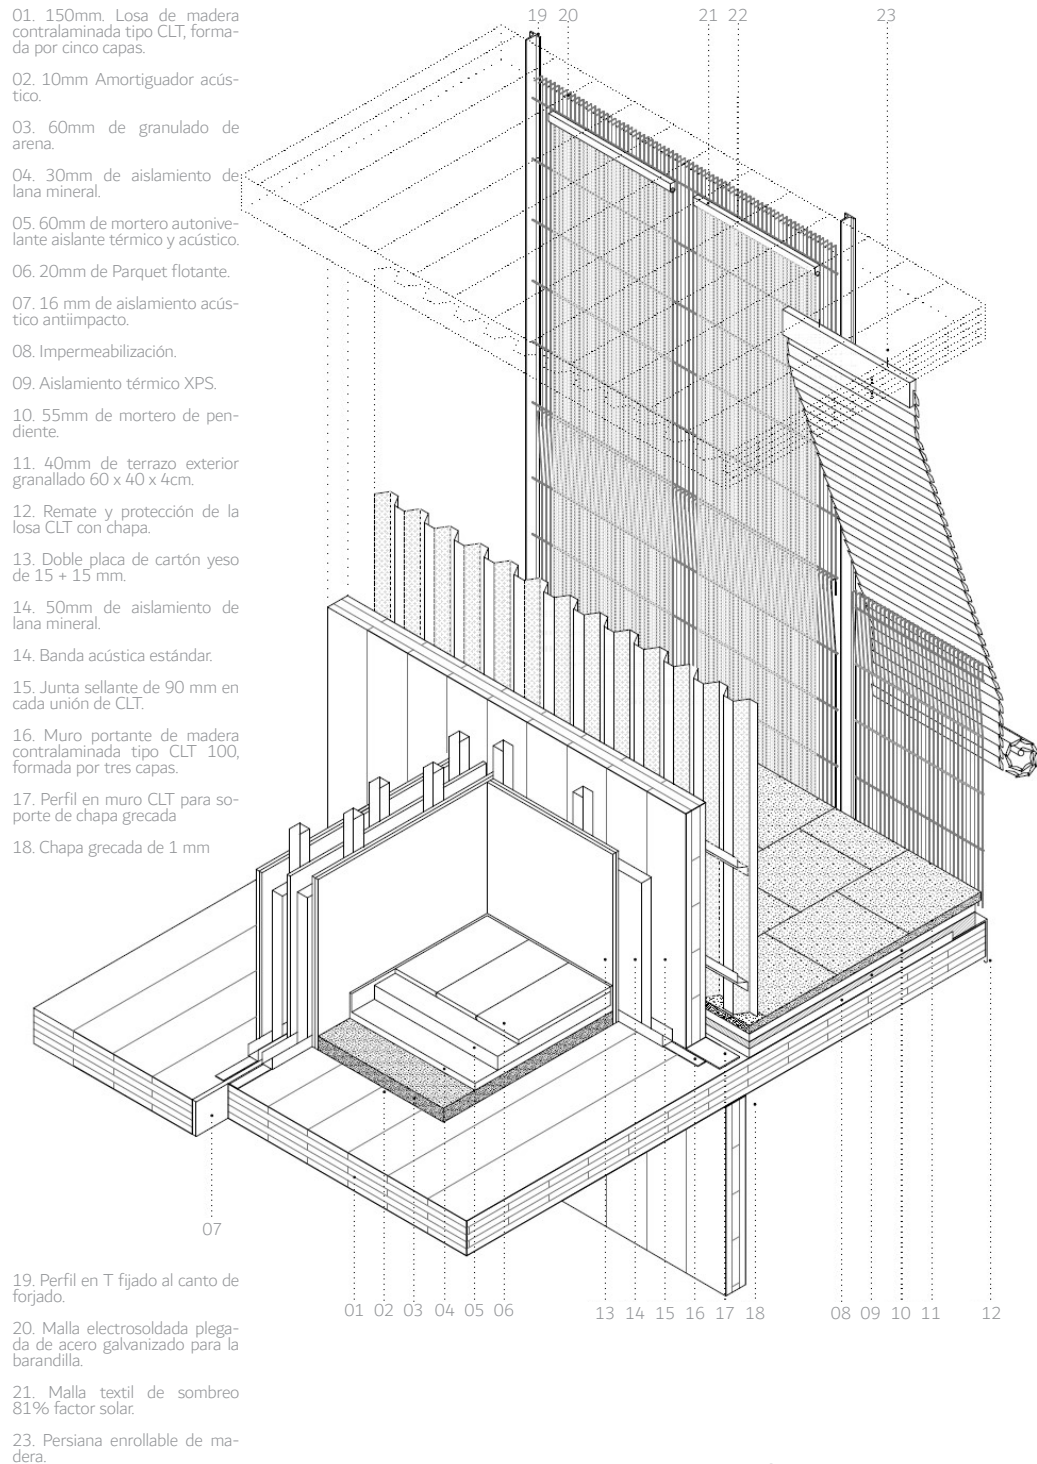 01. 150mm. Losa de madera
contralaminada tipo CLT, forma-
da por cinco capas.
02. 10mm Amortiguador acús-
tico.
03. 60mm de granulado de
arena.
04. 30mm de aislamiento de
lana mineral.
05. 60mm de mortero autonive-
lante aislante térmico y acústico.
06. 20mm de Parquet flotante.
07. 16 mm de aislamiento acús-
tico antiimpacto.
08. Impermeabilización.
09. Aislamiento térmico XPS.
10. 55mm de mortero de pen-
diente.
11. 40mm de terrazo exterior
granallado 60 x 40 x 4cm.
12. Remate y protección de la
losa CLT con chapa.
13. Doble placa de cartón yeso
de 15 + 15 mm.
14. 50mm de aislamiento de
lana mineral.
14. Banda acústica estándar.
15. Junta sellante de 90 mm en
cada unión de CLT.
16. Muro portante de madera
contralaminada tipo CLT 100,
formada por tres capas.
17. Perfil en muro CLT para so-
porte de chapa grecada
18. Chapa grecada de 1 mm
19 20 21 22 23
07
01 02 03 04 05 06 13 14 15 16 17 18 08 09 10 11 12
19. Perfil en T fijado al canto de
forjado.
20. Malla electrosoldada plega-
da de acero galvanizado para la
barandilla.
21. Malla textil de sombreo
81% factor solar.
23. Persiana enrollable de ma-
dera.